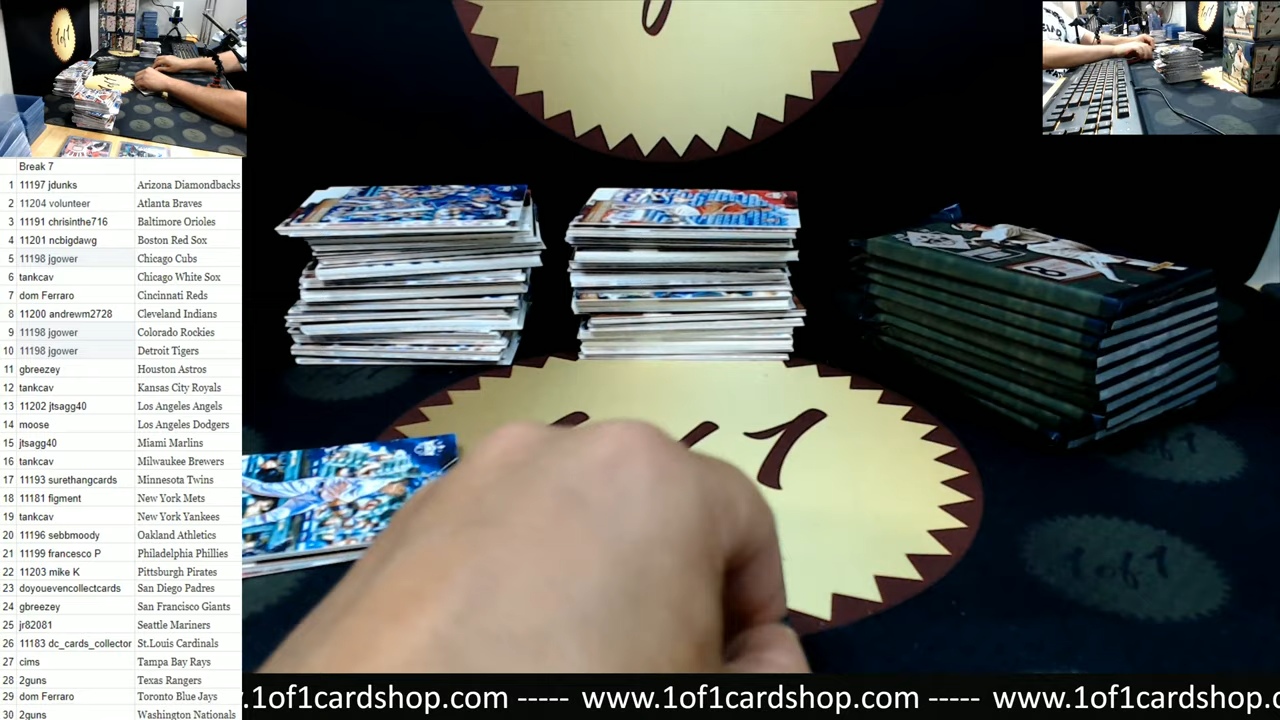 1of1
Break 7
1 11197 jdunks Arizona Diamondbacks
2 11204 volunteer Atlanta Braves
3 11191 chrisinthe716 Baltimore Orioles
4 11201 ncbigdawg Boston Red Sox
5 11198 jgower Chicago Cubs
6 tankcav Chicago White Sox
7 dom Ferraro Cincinnati Reds
8 11200 andrewm2728 Cleveland Indians
9 11198 jgower Colorado Rockies
10 11198 jgower Detroit Tigers
11 gbreezey Houston Astros
12 tankcav Kansas City Royals
13 11202 jtsagg40 Los Angeles Angels
14 moose Los Angeles Dodgers
15 jtsagg40 Miami Marlins
16 tankcav Milwaukee Brewers
17 11193 surethangcards Minnesota Twins
18 11181 figment New York Mets
19 tankcav New York Yankees
20 11196 sebbmoody Oakland Athletics
21 11199 francesco P Philadelphia Phillies
22 11203 mike K Pittsburgh Pirates
23 doyouevencollectcards San Diego Padres
24 gbreezey San Francisco Giants
25 jr82081 Seattle Mariners
26 11183 dc_cards_collector St.Louis Cardinals
27 cims Tampa Bay Rays
28 2guns Texas Rangers
29 dom Ferraro Toronto Blue Jays
30 2guns Washington Nationals
.1of1cardshop.com ----- www.1of1cardshop.com ----- www.1of1cardshop.c